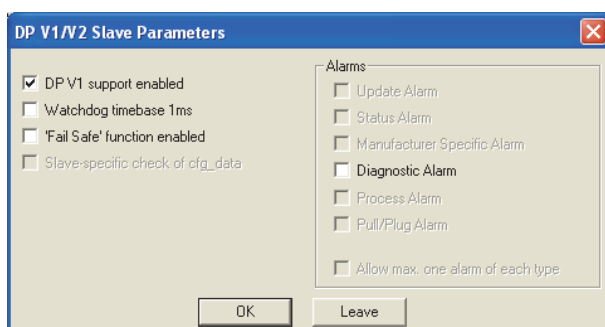 DP V1/V2 Slave Parameters
DP V1 support enabled
Watchdog timebase 1ms
'Fail Safe' function enabled
Slave-specific check of cfg_data
Alarms
Update Alarm
Status Alarm
Manufacturer Specific Alarm
Diagnostic Alarm
Process Alarm
Pull/Plug Alarm
Allow max. one alarm of each type
OK
Leave